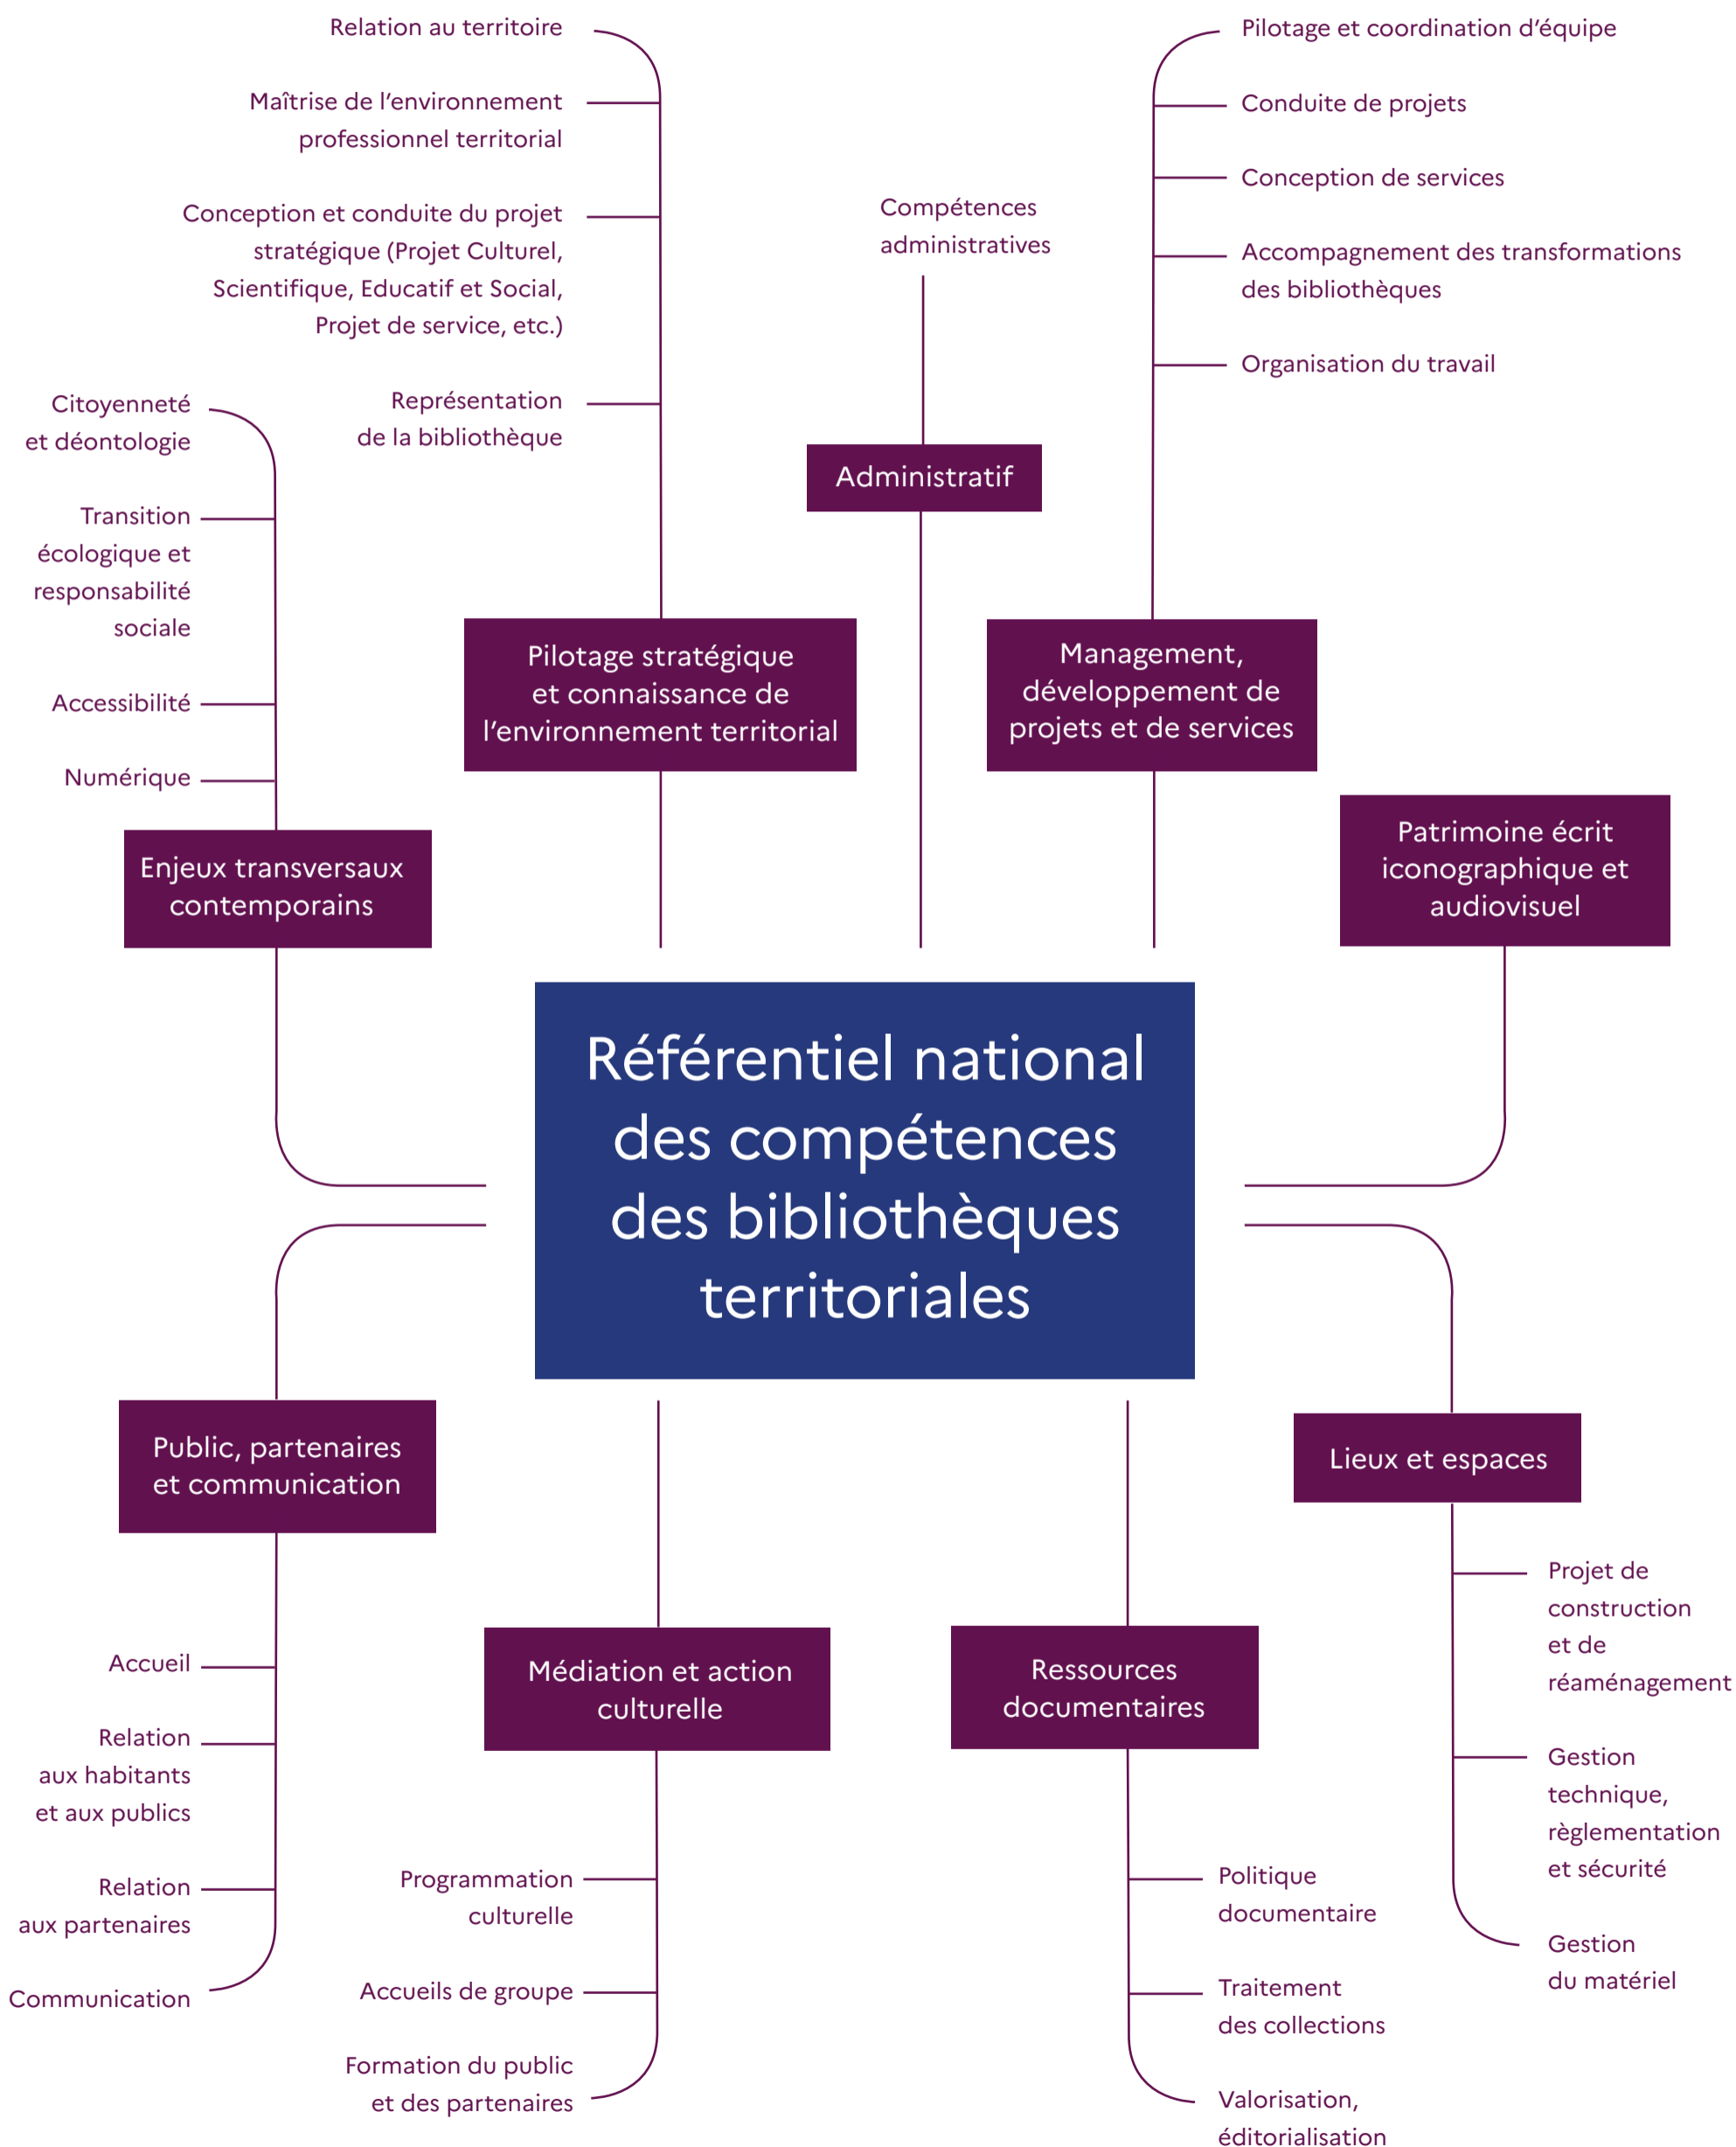 Relation au territoire
Maîtrise de l’environnement
professionnel territorial
Conception et conduite du projet
stratégique (Projet Culturel,
Scientifique, Educatif et Social,
Projet de service, etc.)
Représentation
de la bibliothèque
Pilotage stratégique
et connaissance de
l’environnement territorial
Compétences
administratives
Administratif
Pilotage et coordination d’équipe
Conduite de projets
Conception de services
Accompagnement des transformations
des bibliothèques
Organisation du travail
Management,
développement de
projets et de services
Citoyenneté
et déontologie
Transition
écologique et
responsabilité
sociale
Accessibilité
Numérique
Enjeux transversaux
contemporains
Patrimoine écrit
iconographique et
audiovisuel
Référentiel national
des compétences
des bibliothèques
territoriales
Public, partenaires
et communication
Accueil
Relation
aux habitants
et aux publics
Relation
aux partenaires
Communication
Médiation et action
culturelle
Programmation
culturelle
Accueils de groupe
Formation du public
et des partenaires
Ressources
documentaires
Politique
documentaire
Traitement
des collections
Valorisation,
éditorialisation
Lieux et espaces
Projet de
construction
et de
réaménagement
Gestion
technique,
règlementation
et sécurité
Gestion
du matériel